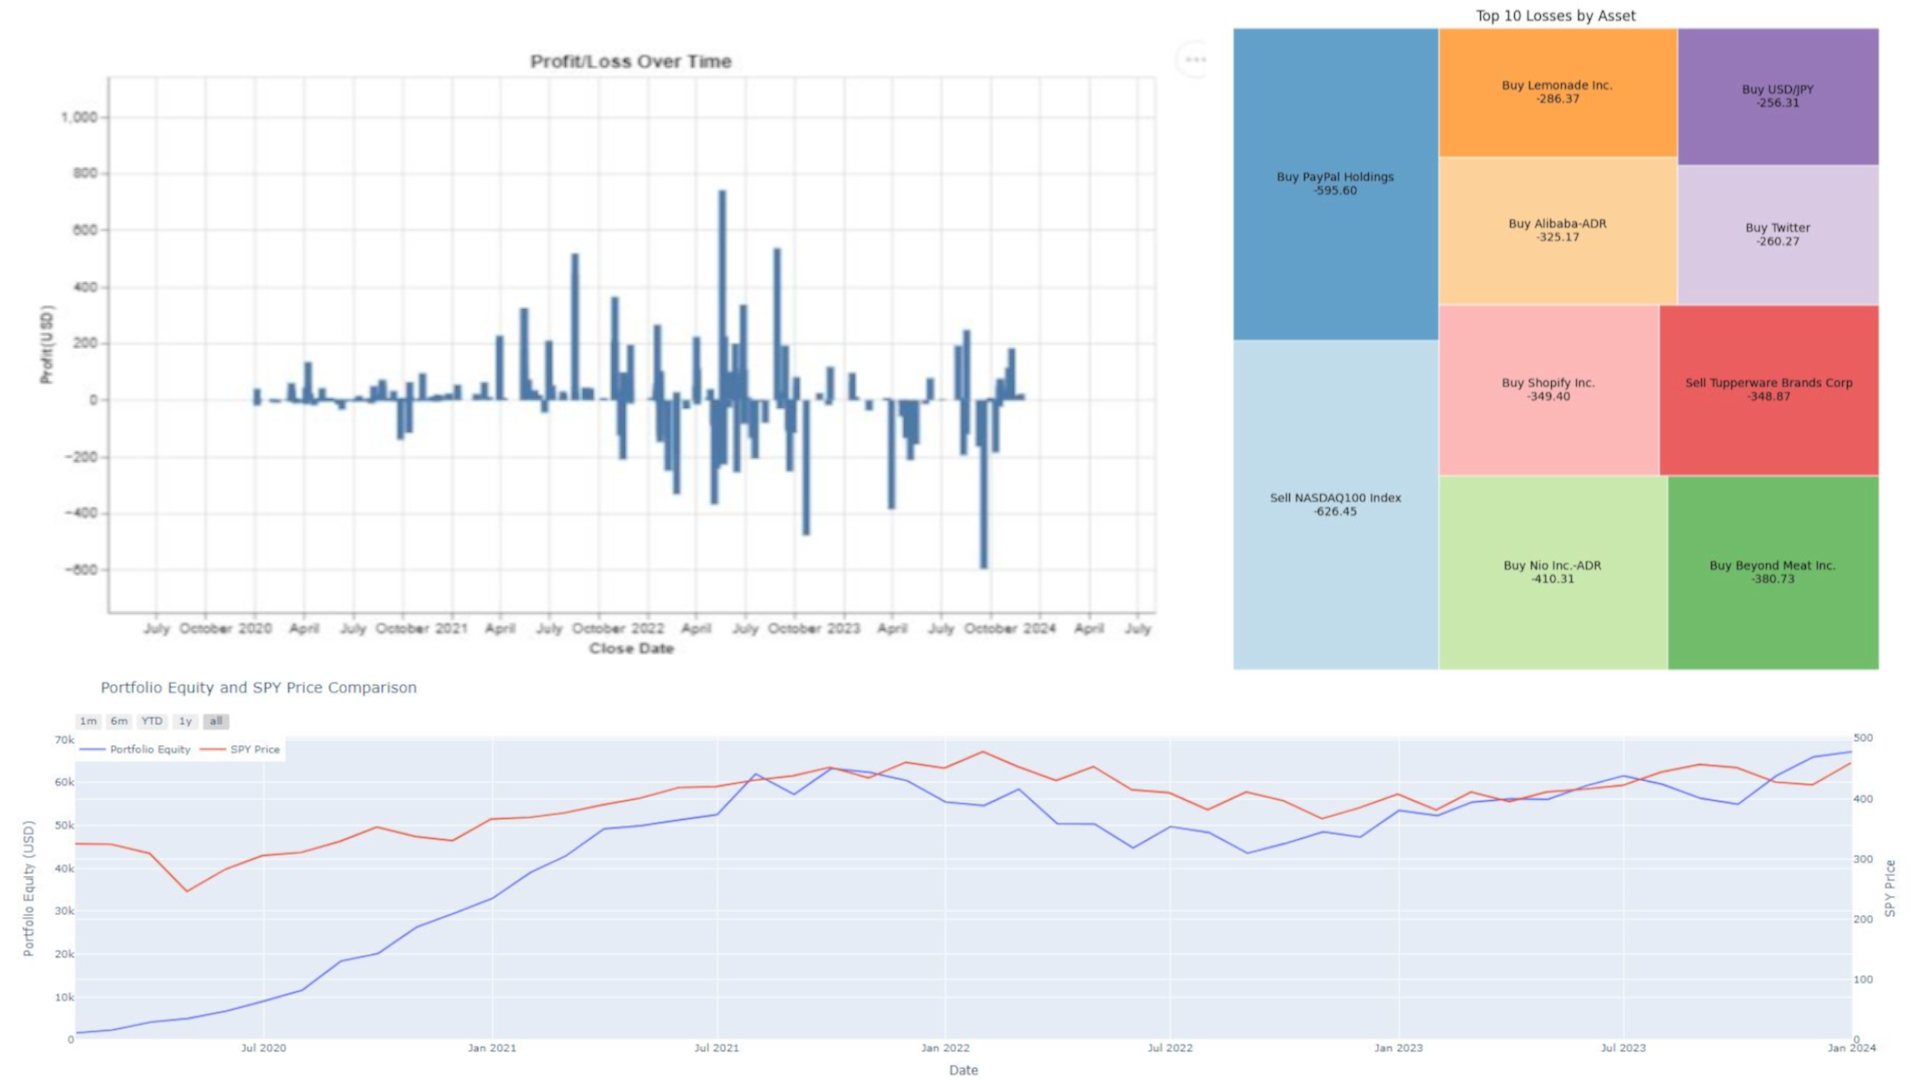 Profit/Loss Over Time
1,000
800
600
400
200
0
−200
−400
−600
Profit(USD)
July October 2020 April July October 2021 April July October 2022 April July October 2023 April July October 2024 April July
Close Date
Top 10 Losses by Asset
Buy PayPal Holdings
-595.60
Sell NASDAQ100 Index
-626.45
Buy Lemonade Inc.
-286.37
Buy USD/JPY
-256.31
Buy Alibaba-ADR
-325.17
Buy Twitter
-260.27
Buy Shopify Inc.
-349.40
Sell Tupperware Brands Corp
-348.87
Buy Nio Inc.-ADR
-410.31
Buy Beyond Meat Inc.
-380.73
Portfolio Equity and SPY Price Comparison
1m 6m YTD 1y all
Portfolio Equity SPY Price
70k
60k
50k
40k
30k
20k
10k
0
Portfolio Equity (USD)
500
400
300
200
100
0
SPY Price
Jul 2020 Jan 2021 Jul 2021 Jan 2022 Jul 2022 Jan 2023 Jul 2023 Jan 2024
Date